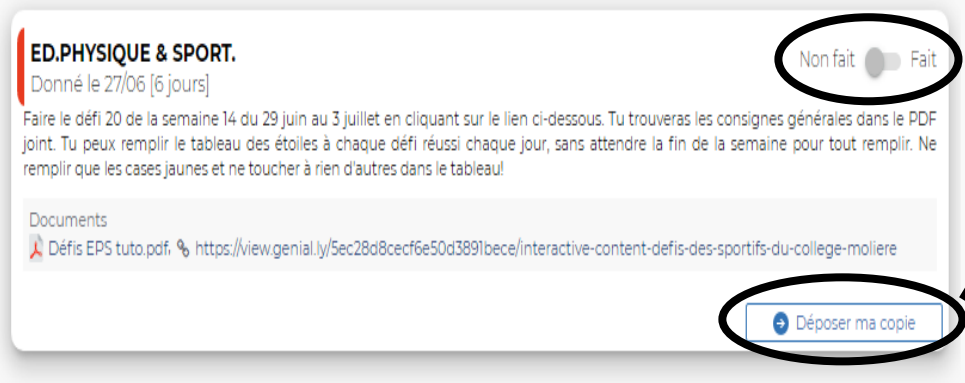 ED.PHYSIQUE & SPORT.
Non fait Fait
Donné le 27/06 [6 jours]
Faire le défi 20 de la semaine 14 du 29 juin au 3 juillet en cliquant sur le lien ci-dessous. Tu trouveras les consignes générales dans le PDF
joint. Tu peux remplir le tableau des étoiles à chaque défi réussi chaque jour, sans attendre la fin de la semaine pour tout remplir. Ne
remplir que les cases jaunes et ne toucher à rien d'autres dans le tableau!
Documents
Défis EPS tuto.pdf, https://view.genial.ly/5ec28d8cecf6e50d3891bece/interactive-content-defis-des-sportifs-du-college-moliere
Déposer ma copie